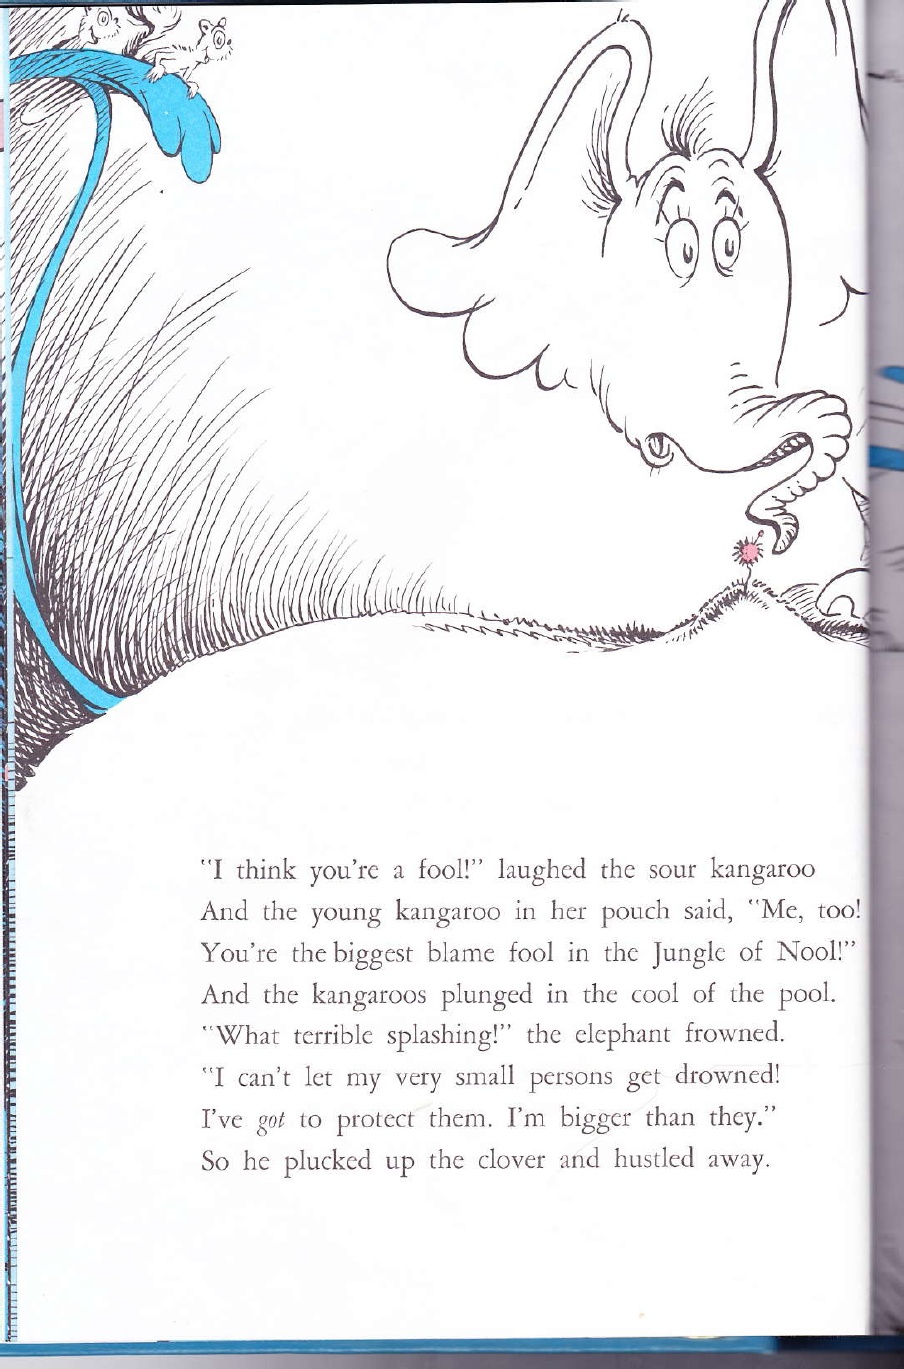 "I think you're a fool!" laughed the sour kangaroo
And the young kangaroo in her pouch said, "Me, too!
You're the biggest blame fool in the Jungle of Nool!"
And the kangaroos plunged in the cool of the pool.
"What terrible splashing!" the elephant frowned.
"I can't let my very small persons get drowned!
I've got to protect them. I'm bigger than they."
So he plucked up the clover and hustled away.